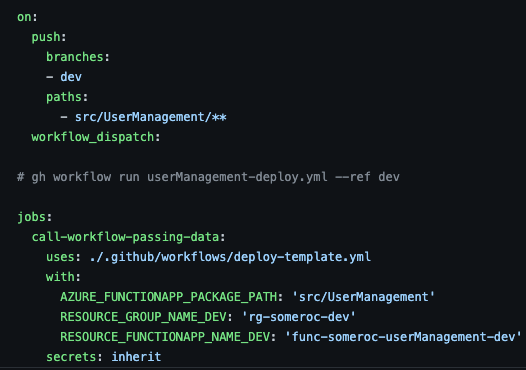 on:
  push:
    branches:
    - dev
    paths:
      - src/UserManagement/**
  workflow_dispatch:

# gh workflow run userManagement-deploy.yml --ref dev

jobs:
  call-workflow-passing-data:
    uses: ./.github/workflows/deploy-template.yml
    with:
      AZURE_FUNCTIONAPP_PACKAGE_PATH: 'src/UserManagement'
      RESOURCE_GROUP_NAME_DEV: 'rg-someroc-dev'
      RESOURCE_FUNCTIONAPP_NAME_DEV: 'func-someroc-userManagement-dev'
    secrets: inherit